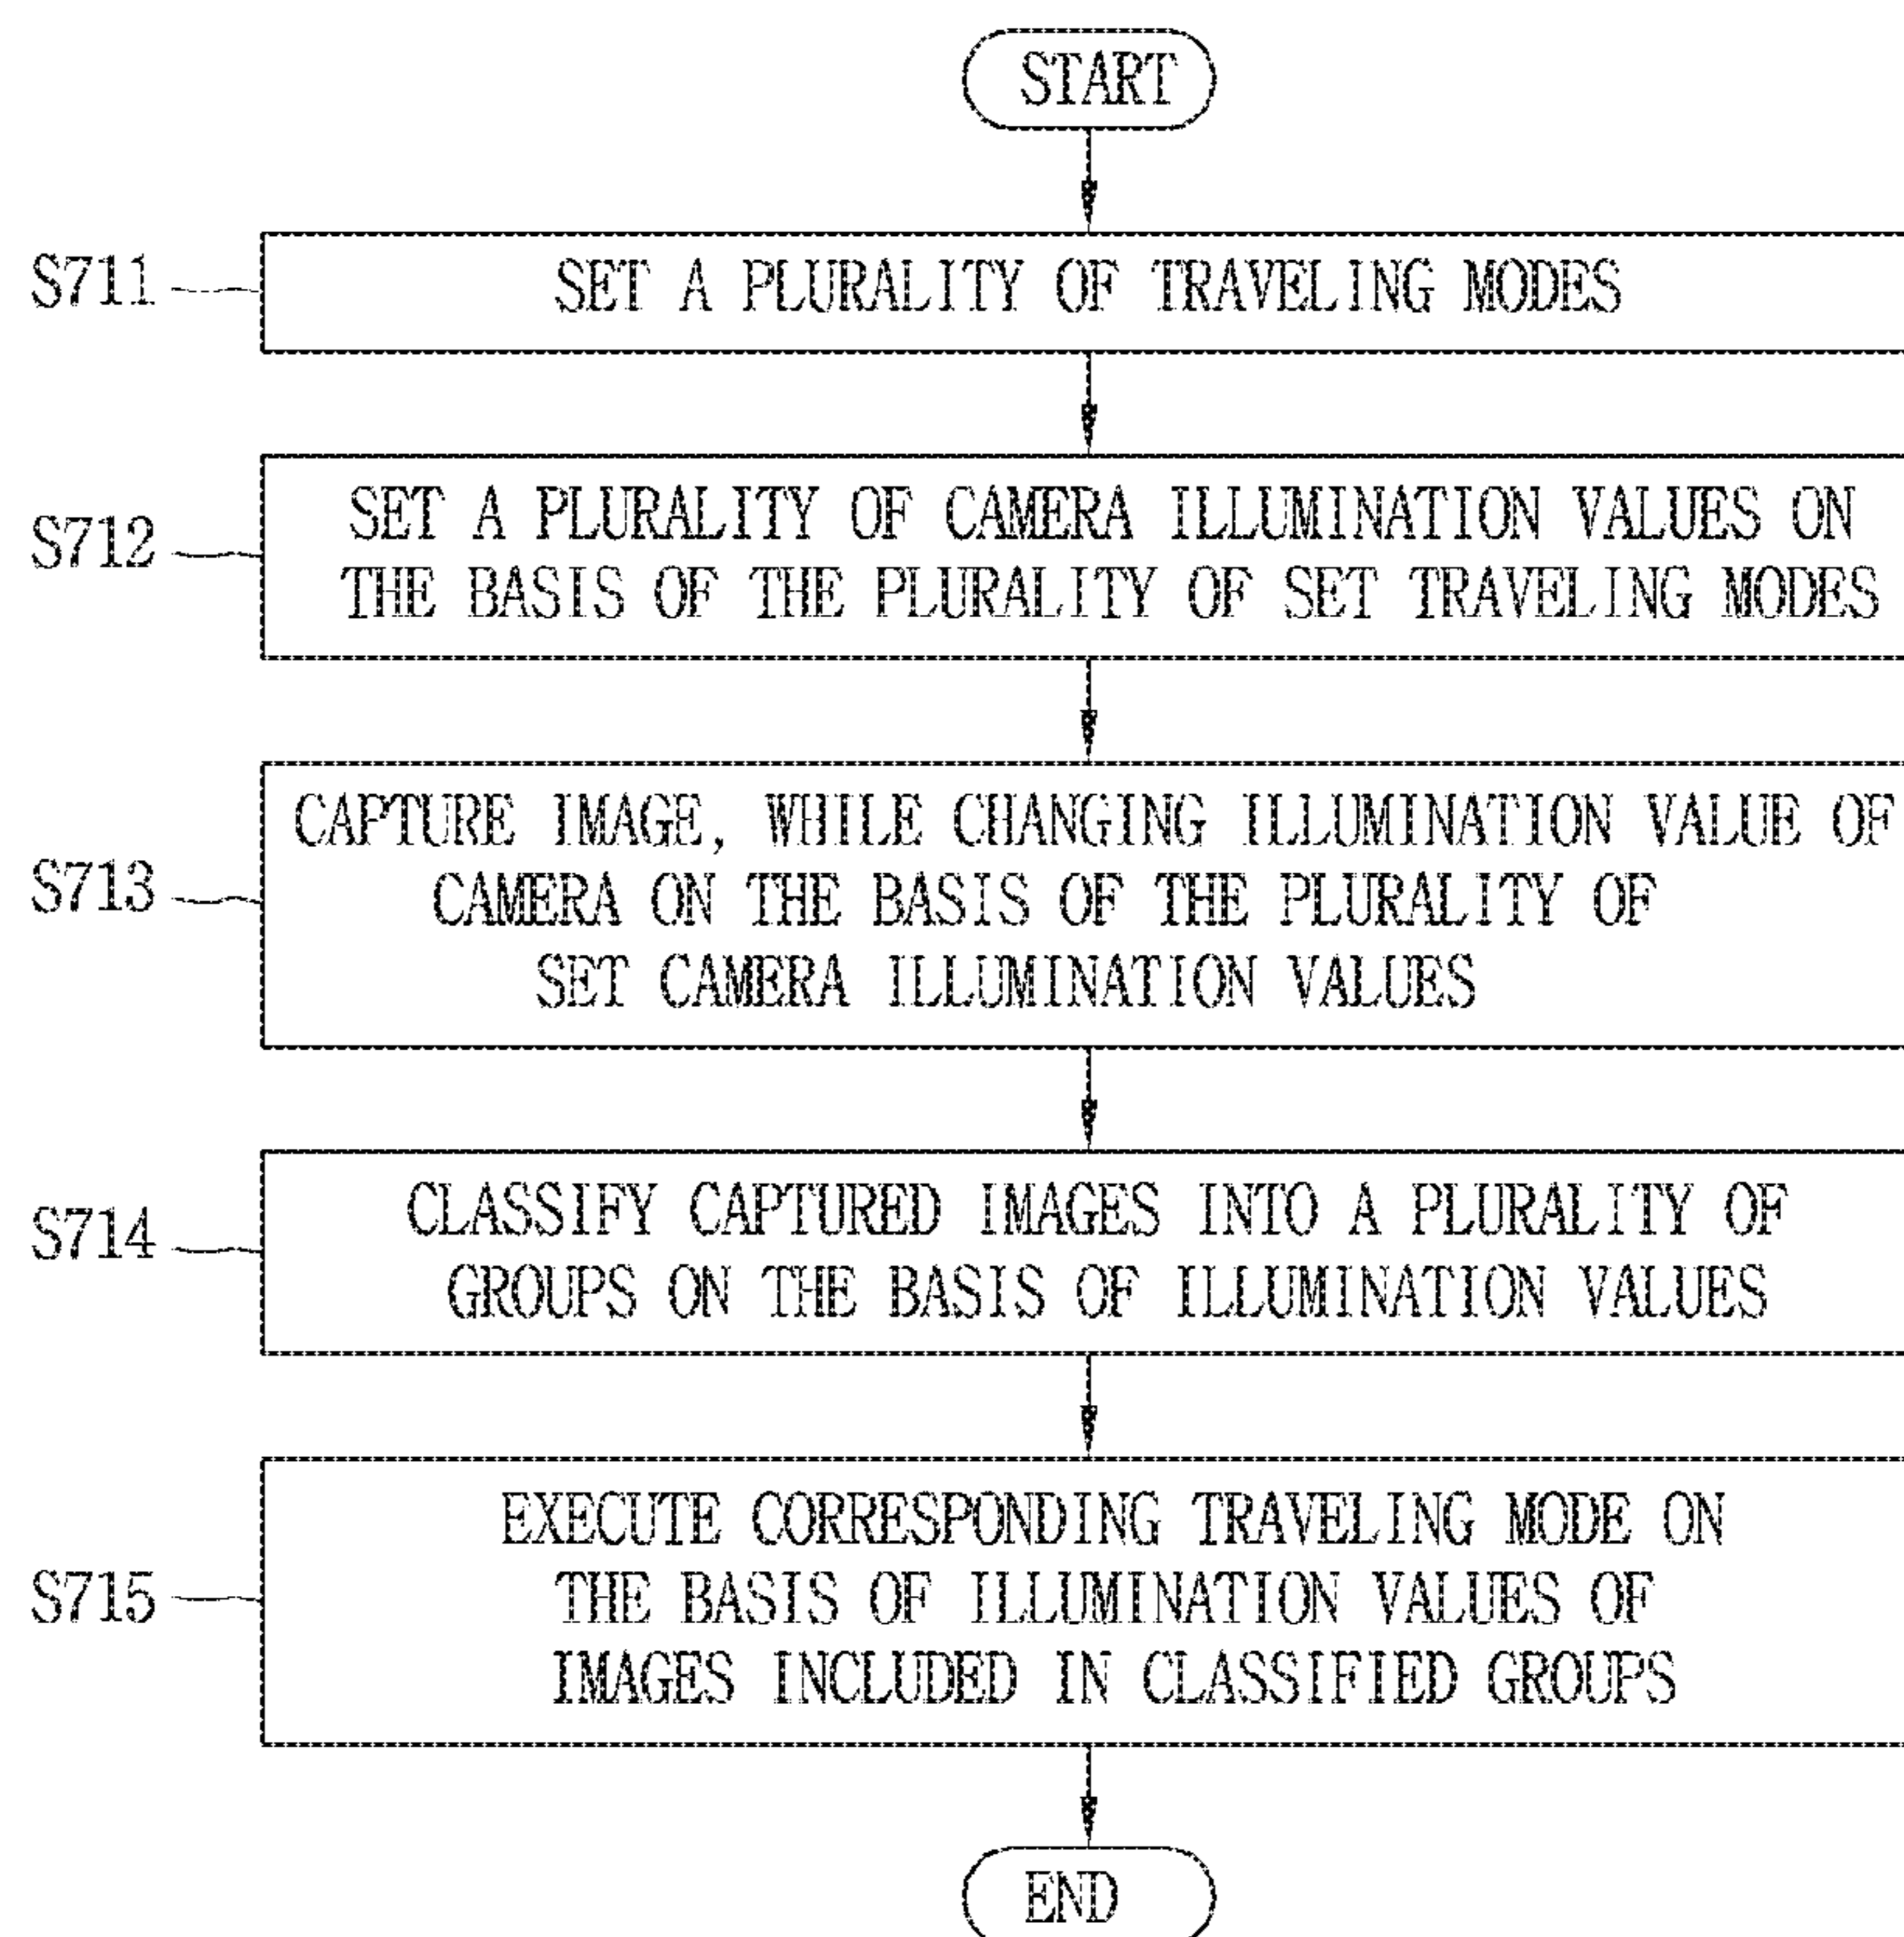 START
S711
SET A PLURALITY OF TRAVELING MODES
S712
SET A PLURALITY OF CAMERA ILLUMINATION VALUES ON
THE BASIS OF THE PLURALITY OF SET TRAVELING MODES
S713
CAPTURE IMAGE, WHILE CHANGING ILLUMINATION VALUE OF
CAMERA ON THE BASIS OF THE PLURALITY OF
SET CAMERA ILLUMINATION VALUES
S714
CLASSIFY CAPTURED IMAGES INTO A PLURALITY OF
GROUPS ON THE BASIS OF ILLUMINATION VALUES
S715
EXECUTE CORRESPONDING TRAVELING MODE ON
THE BASIS OF ILLUMINATION VALUES OF
IMAGES INCLUDED IN CLASSIFIED GROUPS
END